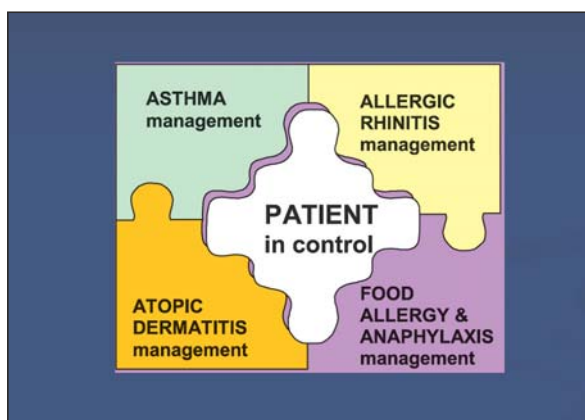 ASTHMA
management
ALLERGIC
RHINITIS
management
PATIENT
in control
ATOPIC
DERMATITIS
management
FOOD
ALLERGY &
ANAPHYLAXIS
management